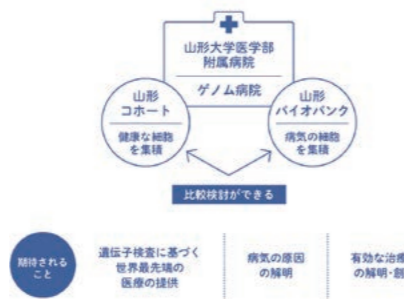 山形大学医学部
附属病院
ゲノム病院
山形
コホート
健康な細胞
を集積
山形
バイオバンク
病気の細胞
を集積
比較検討ができる
期待される
こと
遺伝子検査に基づく
世界最先端の
医療の提供
病気の原因
の解明
有効な治療
の解明・創